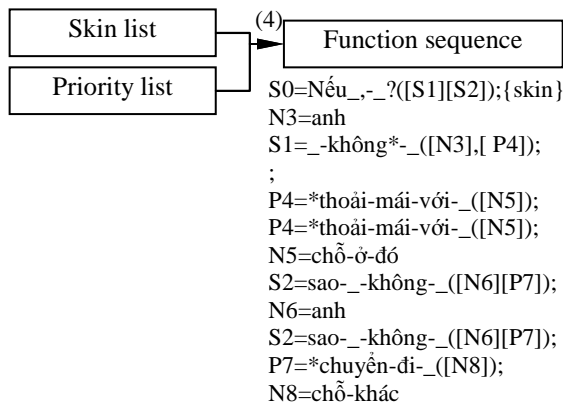 Skin list
(4)
Function sequence
Priority list
S0=Nếu_,-_?([S1][S2]);{skin}
N3=anh
S1=_-không*-_([N3],[ P4]);
;
P4=*thoải-mái-với-_([N5]);
P4=*thoải-mái-với-_([N5]);
N5=chỗ-ở-đó
S2=sao-_-không-_([N6][P7]);
N6=anh
S2=sao-_-không-_([N6][P7]);
P7=*chuyển-đi-_([N8]);
N8=chỗ-khác